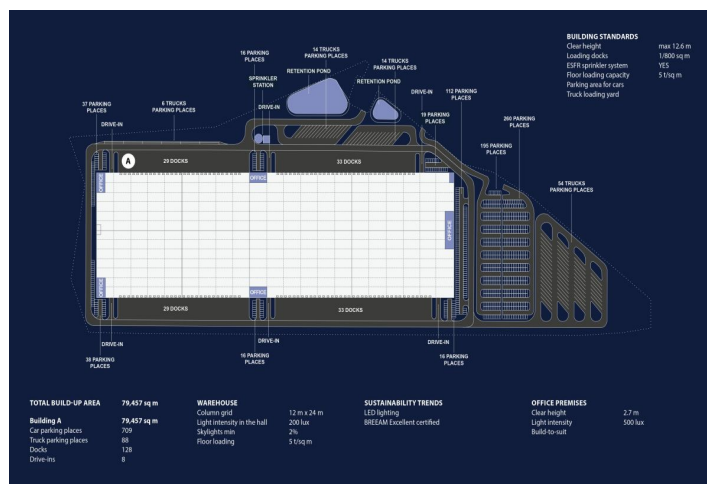 BUILDING STANDARDS
Clear height max 12.6 m
Loading docks 1/800 sq m
ESFR sprinkler system YES
Floor loading capacity 5 t/sq m
Parking area for cars
Truck loading yard
16 PARKING
PLACES
14 TRUCKS
PARKING PLACES
14 TRUCKS
PARKING PLACES
RETENTION POND
RETENTION POND
SPRINKLER
STATION
DRIVE-IN
DRIVE-IN
112 PARKING
PLACES
37 PARKING
PLACES
6 TRUCKS
PARKING PLACES
DRIVE-IN
19 PARKING
PLACES
260 PARKING
PLACES
195 PARKING
PLACES
54 TRUCKS
PARKING PLACES
A
29 DOCKS
33 DOCKS
OFFICE
OFFICE
OFFICE
OFFICE
OFFICE
29 DOCKS
33 DOCKS
DRIVE-IN
DRIVE-IN
DRIVE-IN
38 PARKING
PLACES
16 PARKING
PLACES
16 PARKING
PLACES
TOTAL BUILD-UP AREA 79,457 sq m
Building A 79,457 sq m
Car parking places 709
Truck parking places 88
Docks 128
Drive-ins 8
WAREHOUSE
Column grid 12 m x 24 m
Light intensity in the hall 200 lux
Skylights min 2%
Floor loading 5 t/sq m
SUSTAINABILITY TRENDS
LED lighting
BREEAM Excellent certified
OFFICE PREMISES
Clear height 2.7 m
Light intensity 500 lux
Build-to-suit